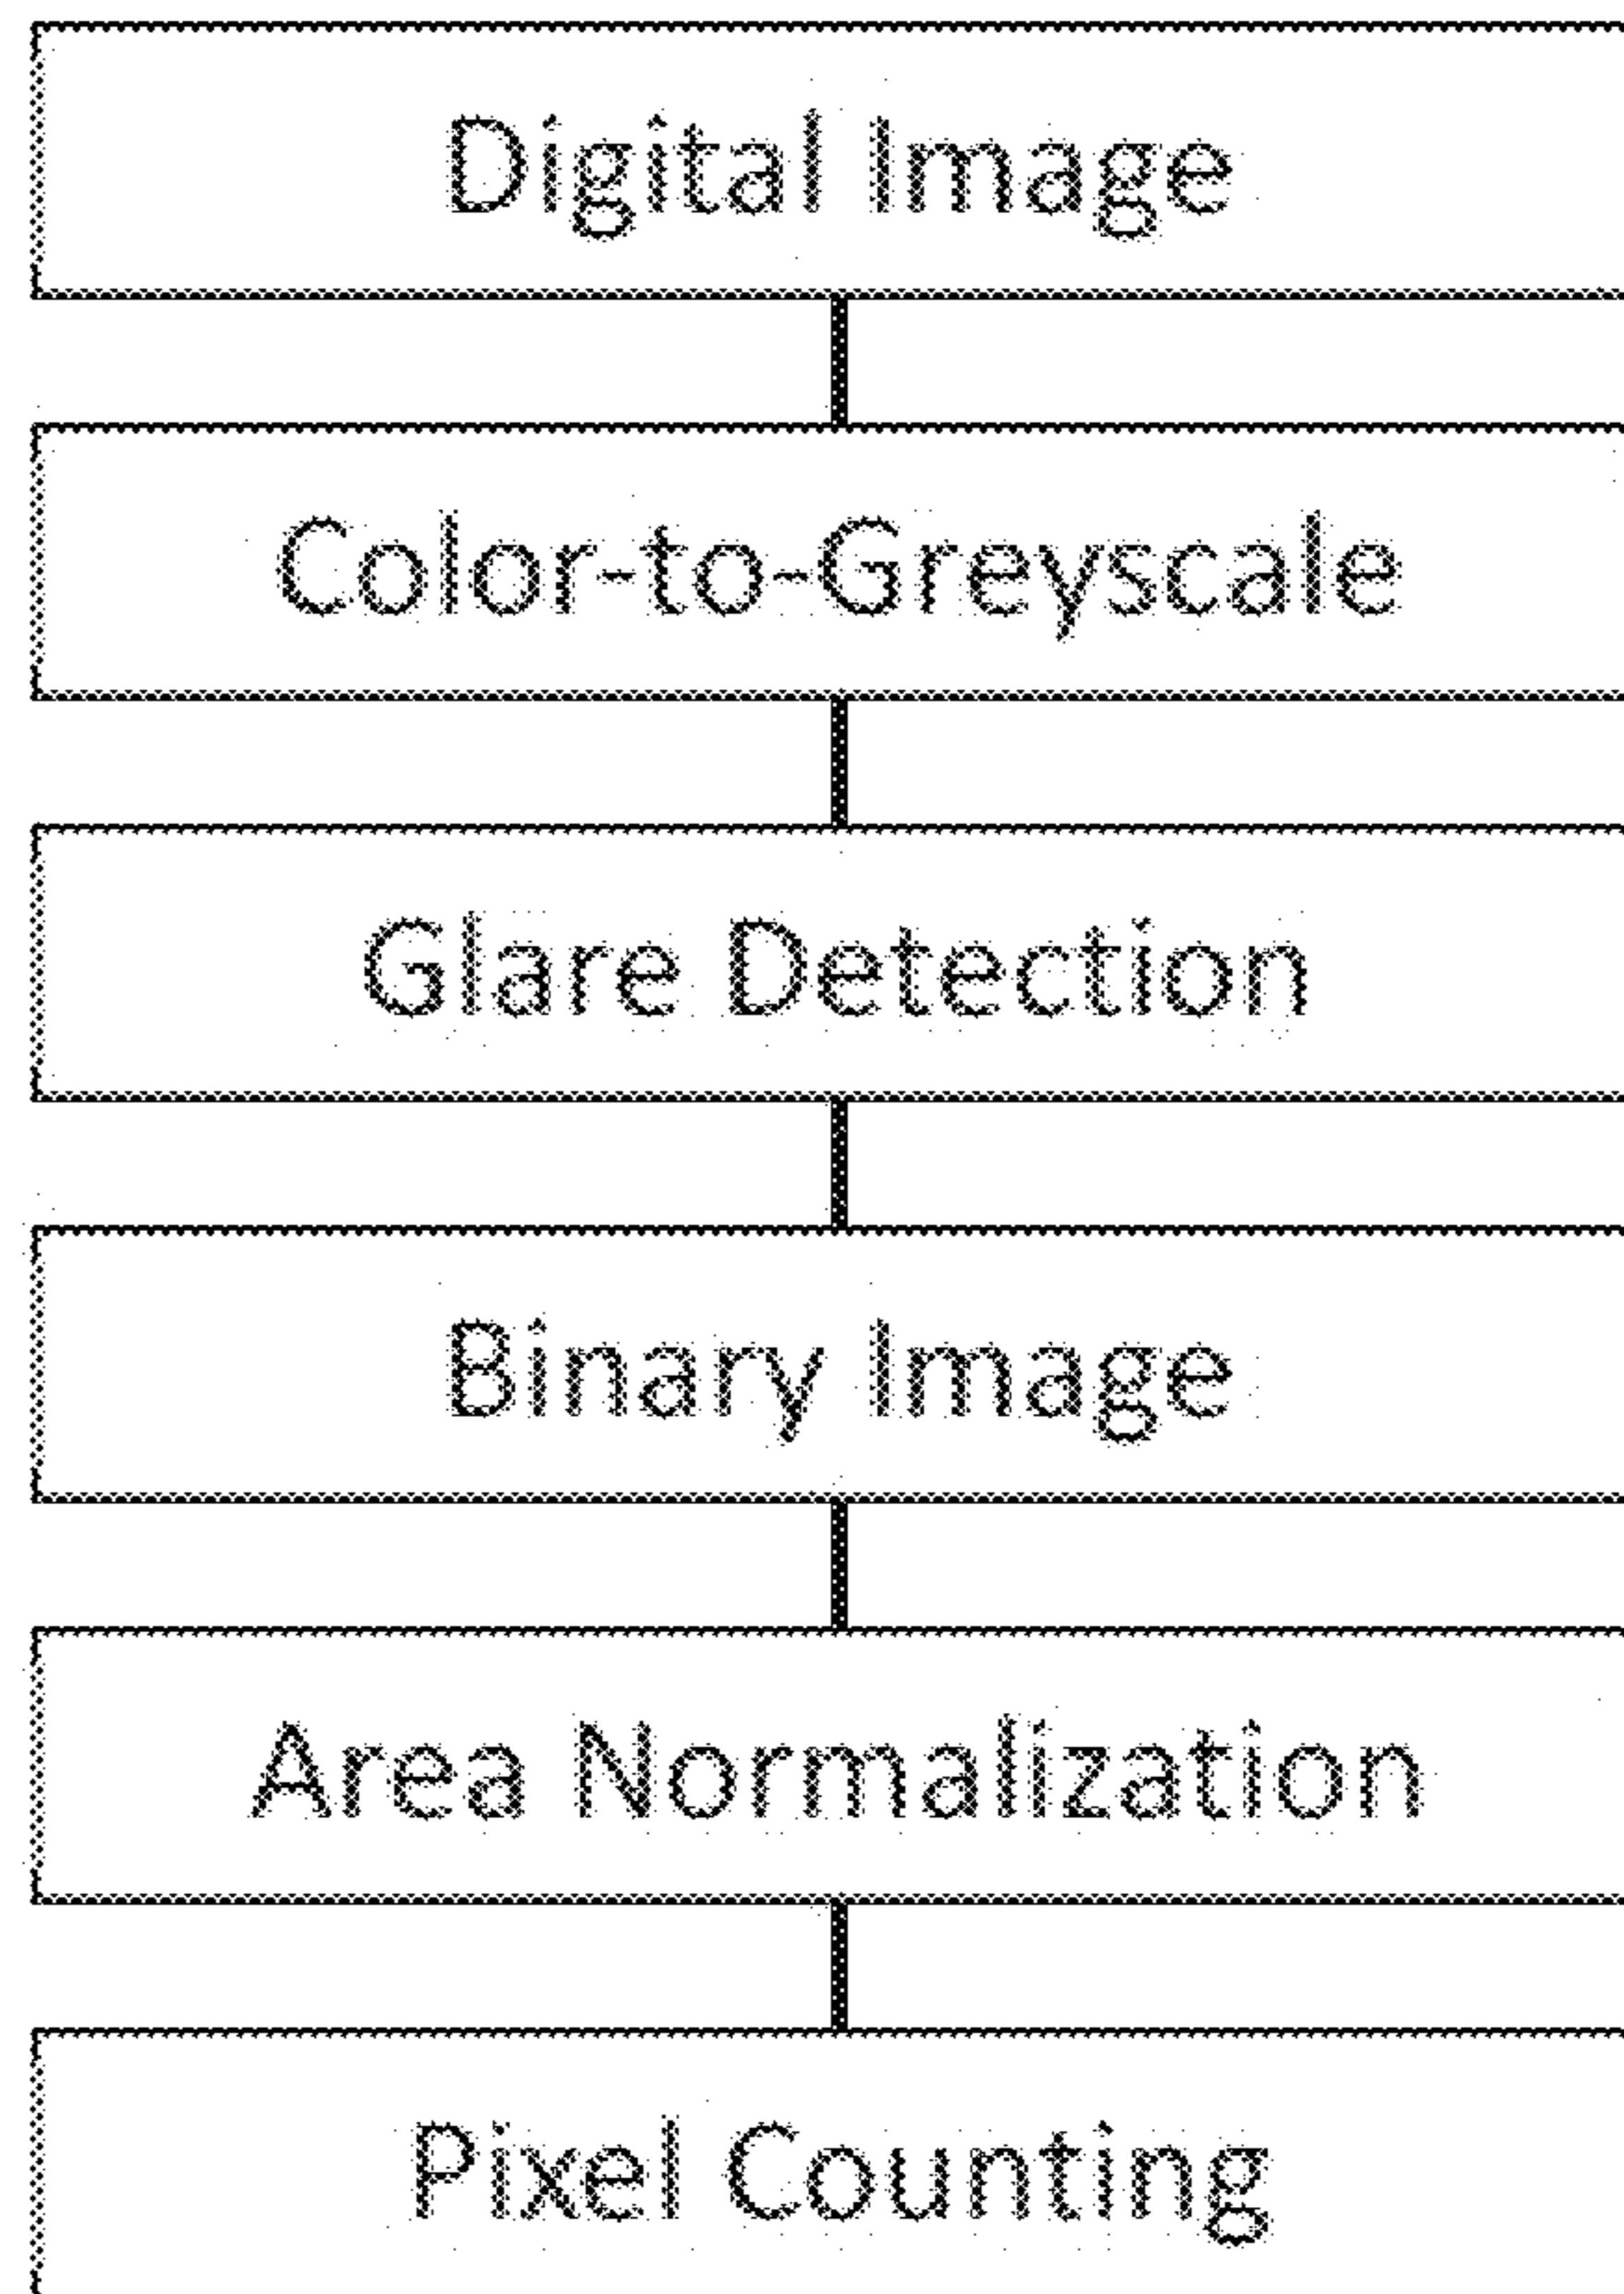 Digital Image
Color-to-Greyscale
Glare Detection
Binary Image
Area Normalization
Pixel Counting